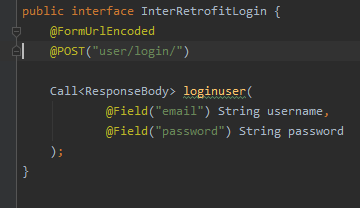 public interface InterRetrofitLogin {
@FormUrlEncoded
@POST("user/login/")
Call<ResponseBody> loginuser(
@Field("email") String username,
@Field("password") String password
);
}